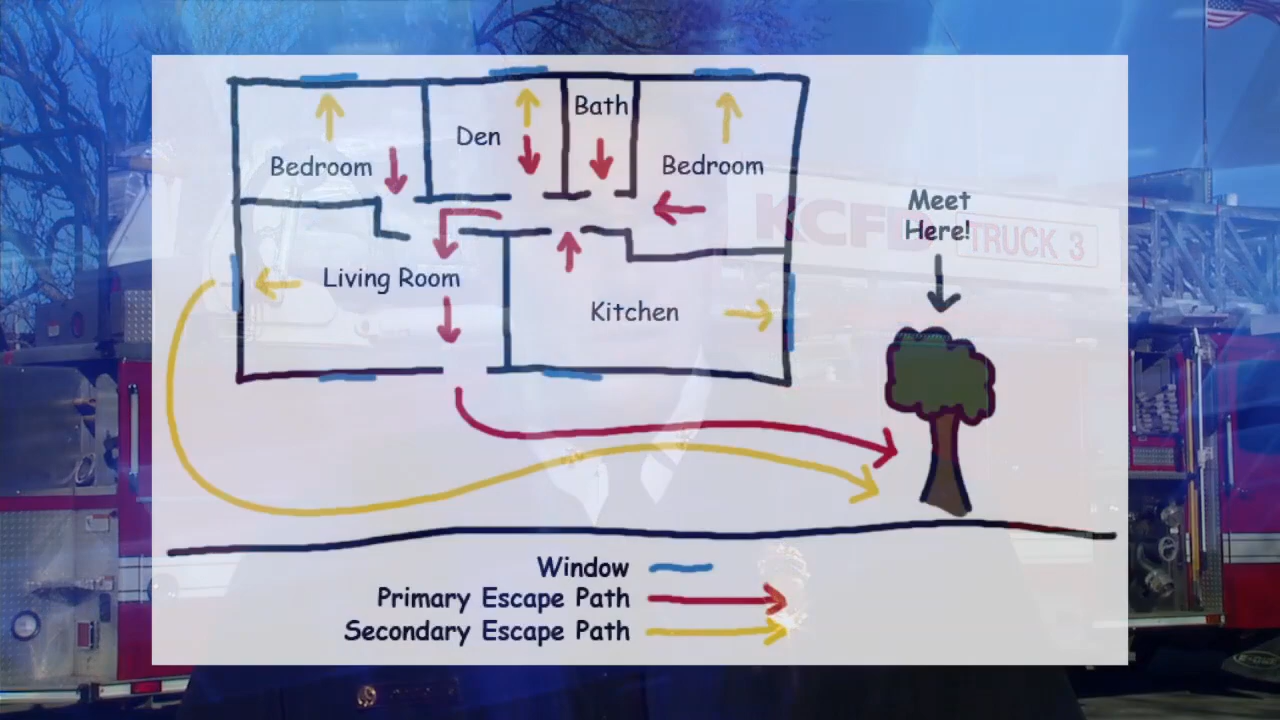 Bath
Den
Bedroom
Bedroom
Meet
Here!
KCFD
TRUCK 3
Living Room
Kitchen
Window
Primary Escape Path
Secondary Escape Path